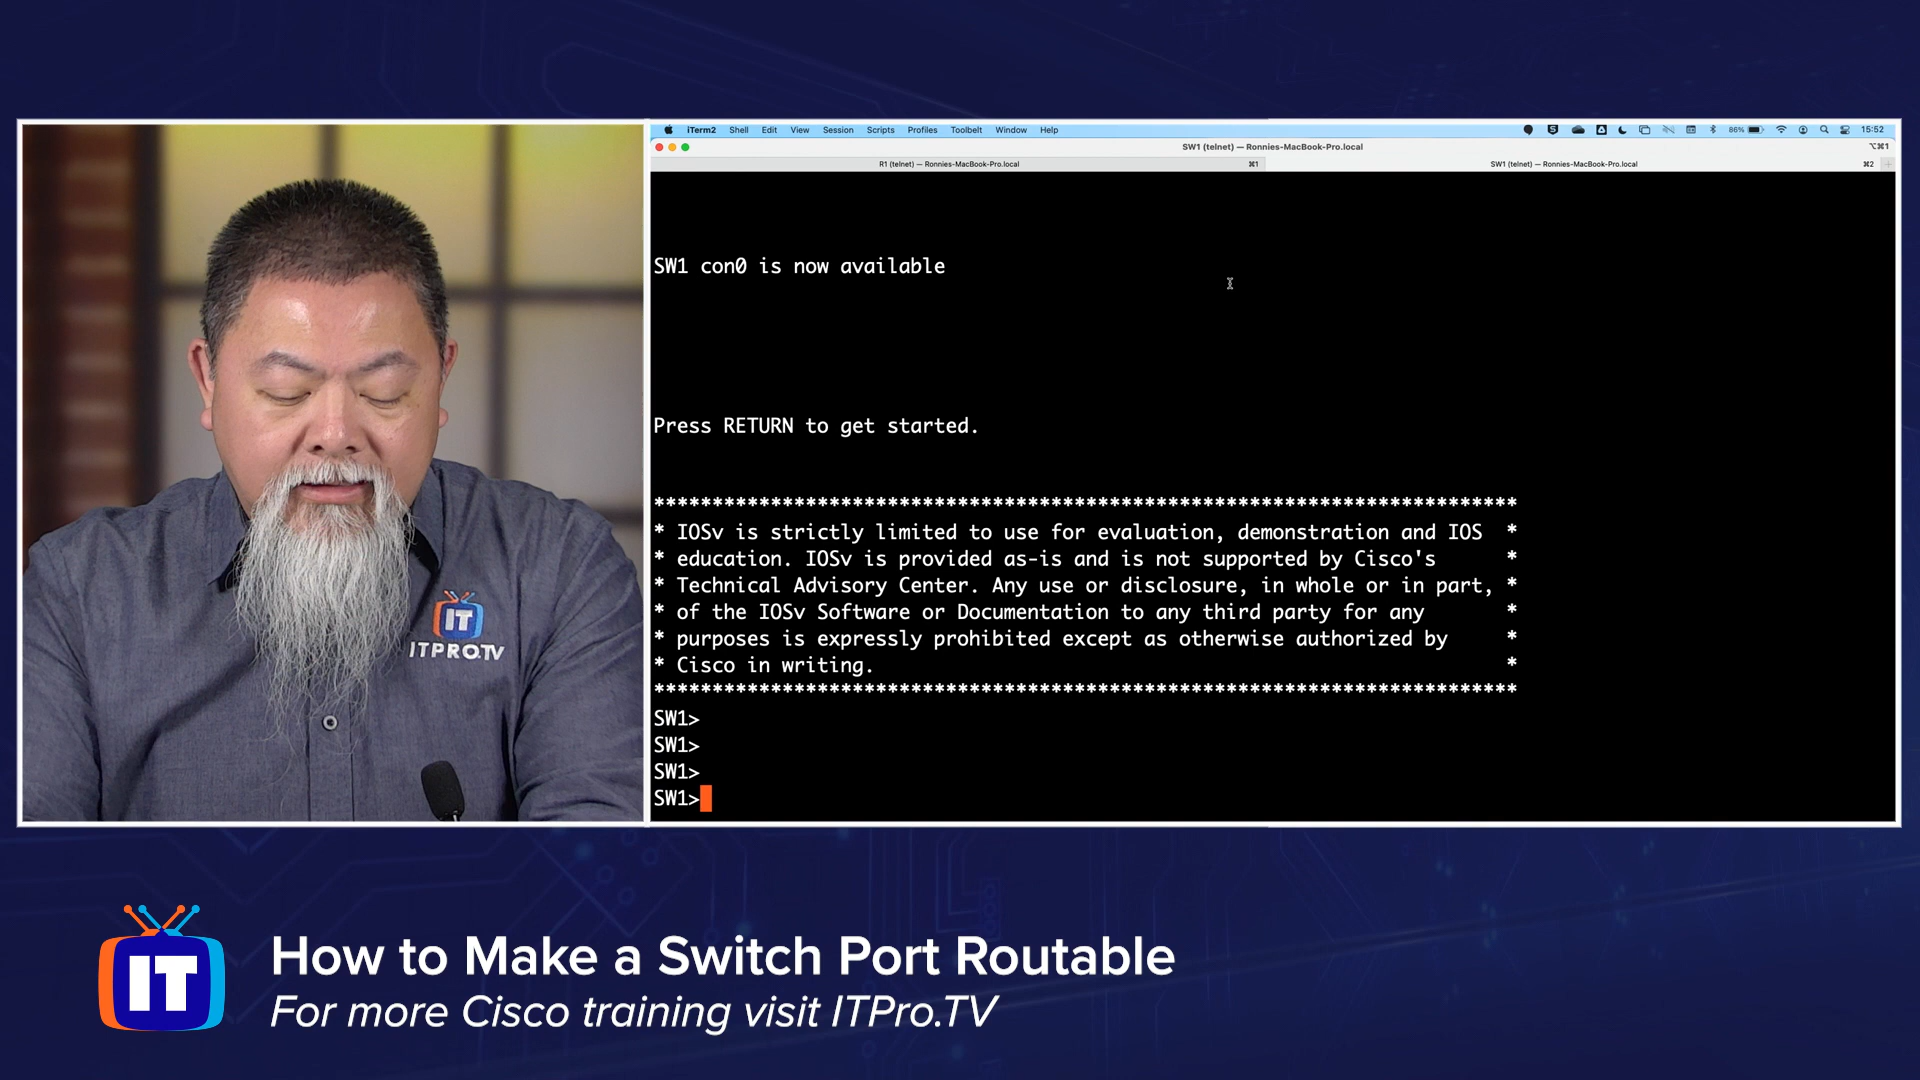 iTerm2 Shell Edit View Session Scripts Profiles Toolbelt Window Help 86% 15:52
SW1 (telnet) — Ronnies-MacBook-Pro.local ⌥⌘1
R1 (telnet) — Ronnies-MacBook-Pro.local ⌘1 SW1 (telnet) — Ronnies-MacBook-Pro.local ⌘2
SW1 con0 is now available
Press RETURN to get started.
**************************************************************************
* IOSv is strictly limited to use for evaluation, demonstration and IOS  *
* education. IOSv is provided as-is and is not supported by Cisco's      *
* Technical Advisory Center. Any use or disclosure, in whole or in part, *
* of the IOSv Software or Documentation to any third party for any       *
* purposes is expressly prohibited except as otherwise authorized by     *
* Cisco in writing.                                                      *
**************************************************************************
SW1>
SW1>
SW1>
SW1>
IT
ITPRO.TV
IT
How to Make a Switch Port Routable
For more Cisco training visit ITPro.TV